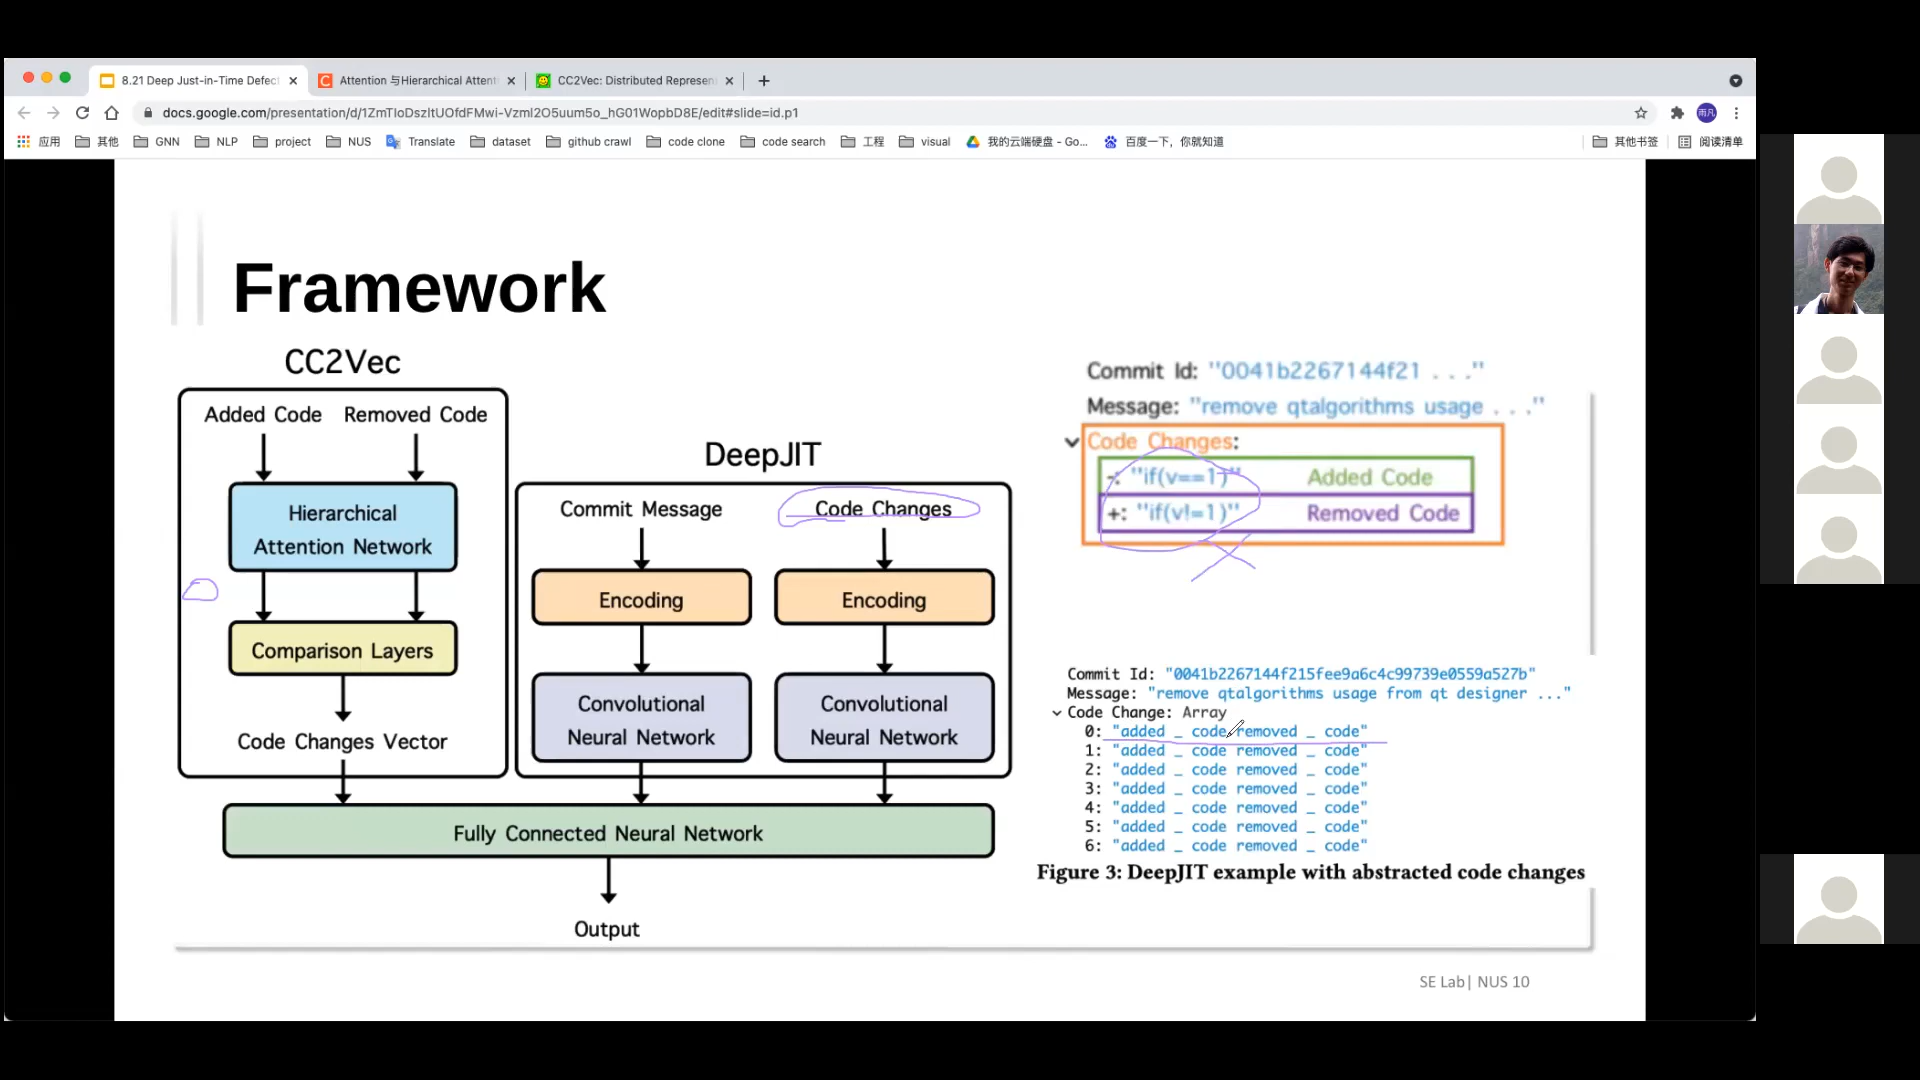 8.21 Deep Just-in-Time Defect
Attention 与Hierarchical Attent
CC2Vec: Distributed Represen
docs.google.com/presentation/d/1ZmTIoDszltUOfdFMwi-Vzml2O5uum5o_hG01WopbD8E/edit#slide=id.p1
雨凡
应用 其他 GNN NLP project NUS Translate dataset github crawl code clone code search 工程 visual 我的云端硬盘 - Go... 百度一下，你就知道 其他书签 阅读清单
Framework
CC2Vec
Added Code Removed Code
Hierarchical
Attention Network
Comparison Layers
Code Changes Vector
DeepJIT
Commit Message Code Changes
Encoding Encoding
Convolutional
Neural Network
Convolutional
Neural Network
Fully Connected Neural Network
Output
Commit Id: "0041b2267144f21 . . ."
Message: "remove qtalgorithms usage . . ."
Code Changes:
-: "if(v==1)" Added Code
+: "if(v!=1)" Removed Code
Commit Id: "0041b2267144f215fee9a6c4c99739e0559a527b"
Message: "remove qtalgorithms usage from qt designer ..."
Code Change: Array
0: "added _ code removed _ code"
1: "added _ code removed _ code"
2: "added _ code removed _ code"
3: "added _ code removed _ code"
4: "added _ code removed _ code"
5: "added _ code removed _ code"
6: "added _ code removed _ code"
Figure 3: DeepJIT example with abstracted code changes
SE Lab| NUS 10